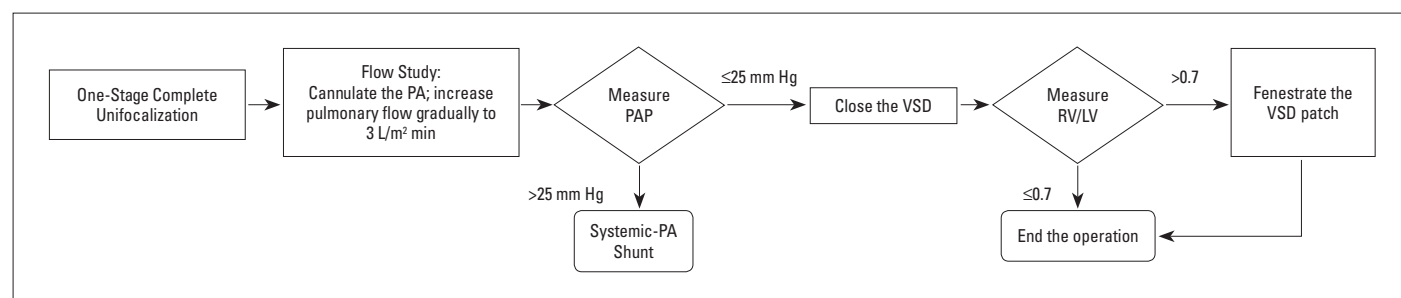 One-Stage Complete
Unifocalization
Flow Study:
Cannulate the PA; increase
pulmonary flow gradually to
3 L/m² min
Measure
PAP
≤25 mm Hg
>25 mm Hg
Systemic-PA
Shunt
Close the VSD
Measure
RV/LV
>0.7
≤0.7
Fenestrate the
VSD patch
End the operation